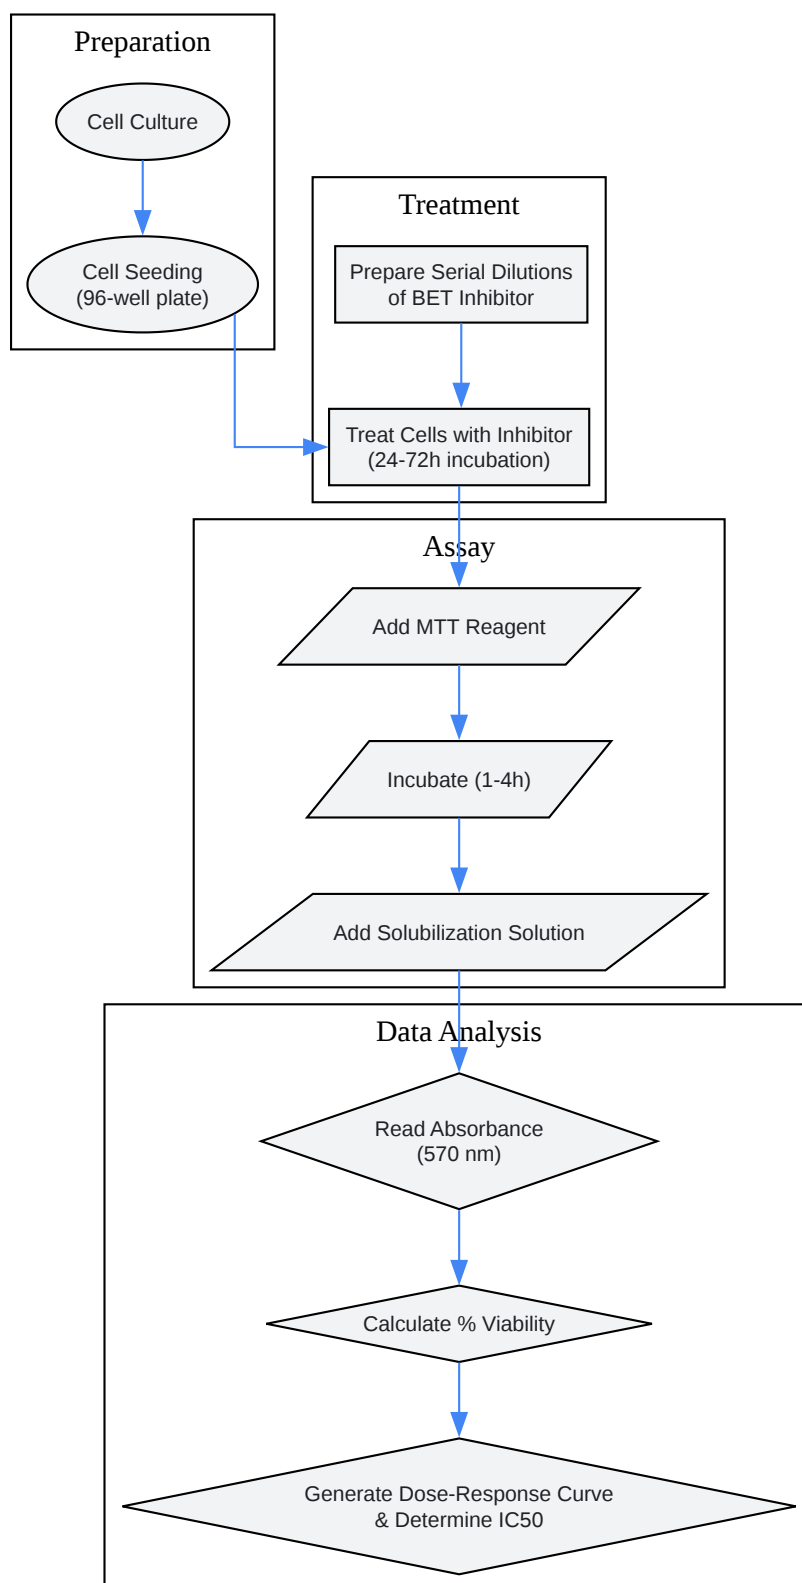 Preparation
Cell Culture
Cell Seeding
(96-well plate)
Treatment
Prepare Serial Dilutions
of BET Inhibitor
Treat Cells with Inhibitor
(24-72h incubation)
Assay
Add MTT Reagent
Incubate (1-4h)
Add Solubilization Solution
Data Analysis
Read Absorbance
(570 nm)
Calculate % Viability
Generate Dose-Response Curve
& Determine IC50